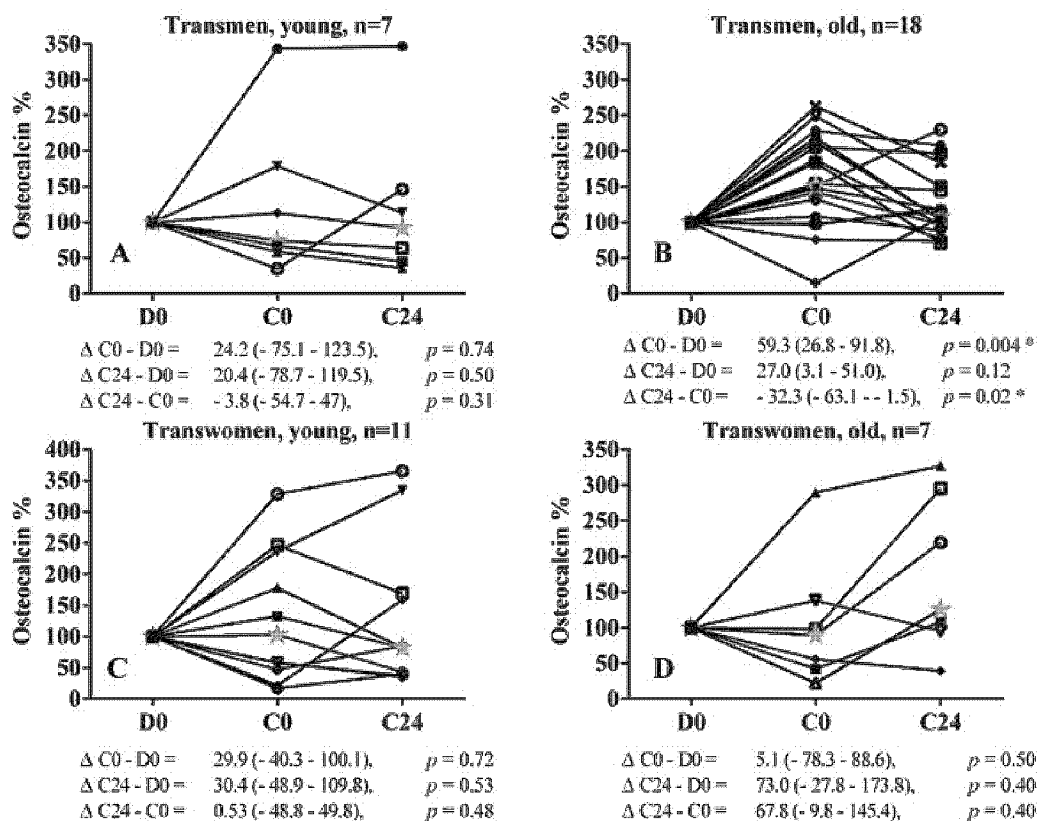 Transmen, young, n=7
Osteocalcin %
350
300
250
200
150
100
50
0
A
D0 C0 C24
Δ C0 - D0 = 24.2 (- 75.1 - 123.5), p = 0.74
Δ C24 - D0 = 20.4 (- 78.7 - 119.5), p = 0.50
Δ C24 - C0 = - 3.8 (- 54.7 - 47), p = 0.31
Transmen, old, n=18
Osteocalcin %
350
300
250
200
150
100
50
0
B
D0 C0 C24
Δ C0 - D0 = 59.3 (26.8 - 91.8), p = 0.004 *
Δ C24 - D0 = 27.0 (3.1 - 51.0), p = 0.12
Δ C24 - C0 = - 32.3 (- 63.1 - - 1.5), p = 0.02 *
Transwomen, young, n=11
Osteocalcin %
400
350
300
250
200
150
100
50
0
C
D0 C0 C24
Δ C0 - D0 = 29.9 (- 40.3 - 100.1), p = 0.72
Δ C24 - D0 = 30.4 (- 48.9 - 109.8), p = 0.53
Δ C24 - C0 = 0.53 (- 48.8 - 49.8), p = 0.48
Transwomen, old, n=7
Osteocalcin %
350
300
250
200
150
100
50
0
D
D0 C0 C24
Δ C0 - D0 = 5.1 (- 78.3 - 88.6), p = 0.50
Δ C24 - D0 = 73.0 (- 27.8 - 173.8), p = 0.40
Δ C24 - C0 = 67.8 (- 9.8 - 145.4), p = 0.40